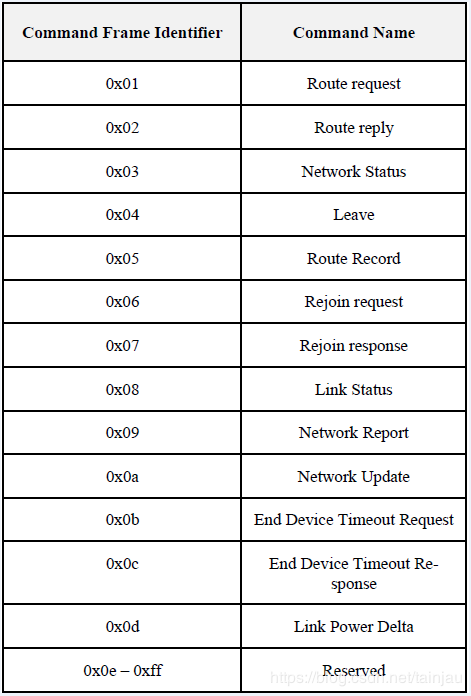 Command Frame Identifier Command Name
0x01 Route request
0x02 Route reply
0x03 Network Status
0x04 Leave
0x05 Route Record
0x06 Rejoin request
0x07 Rejoin response
0x08 Link Status
0x09 Network Report
0x0a Network Update
0x0b End Device Timeout Request
0x0c End Device Timeout Re-
sponse
0x0d Link Power Delta
0x0e – 0xff Reserved
https://blog.csdn.net/tainjau